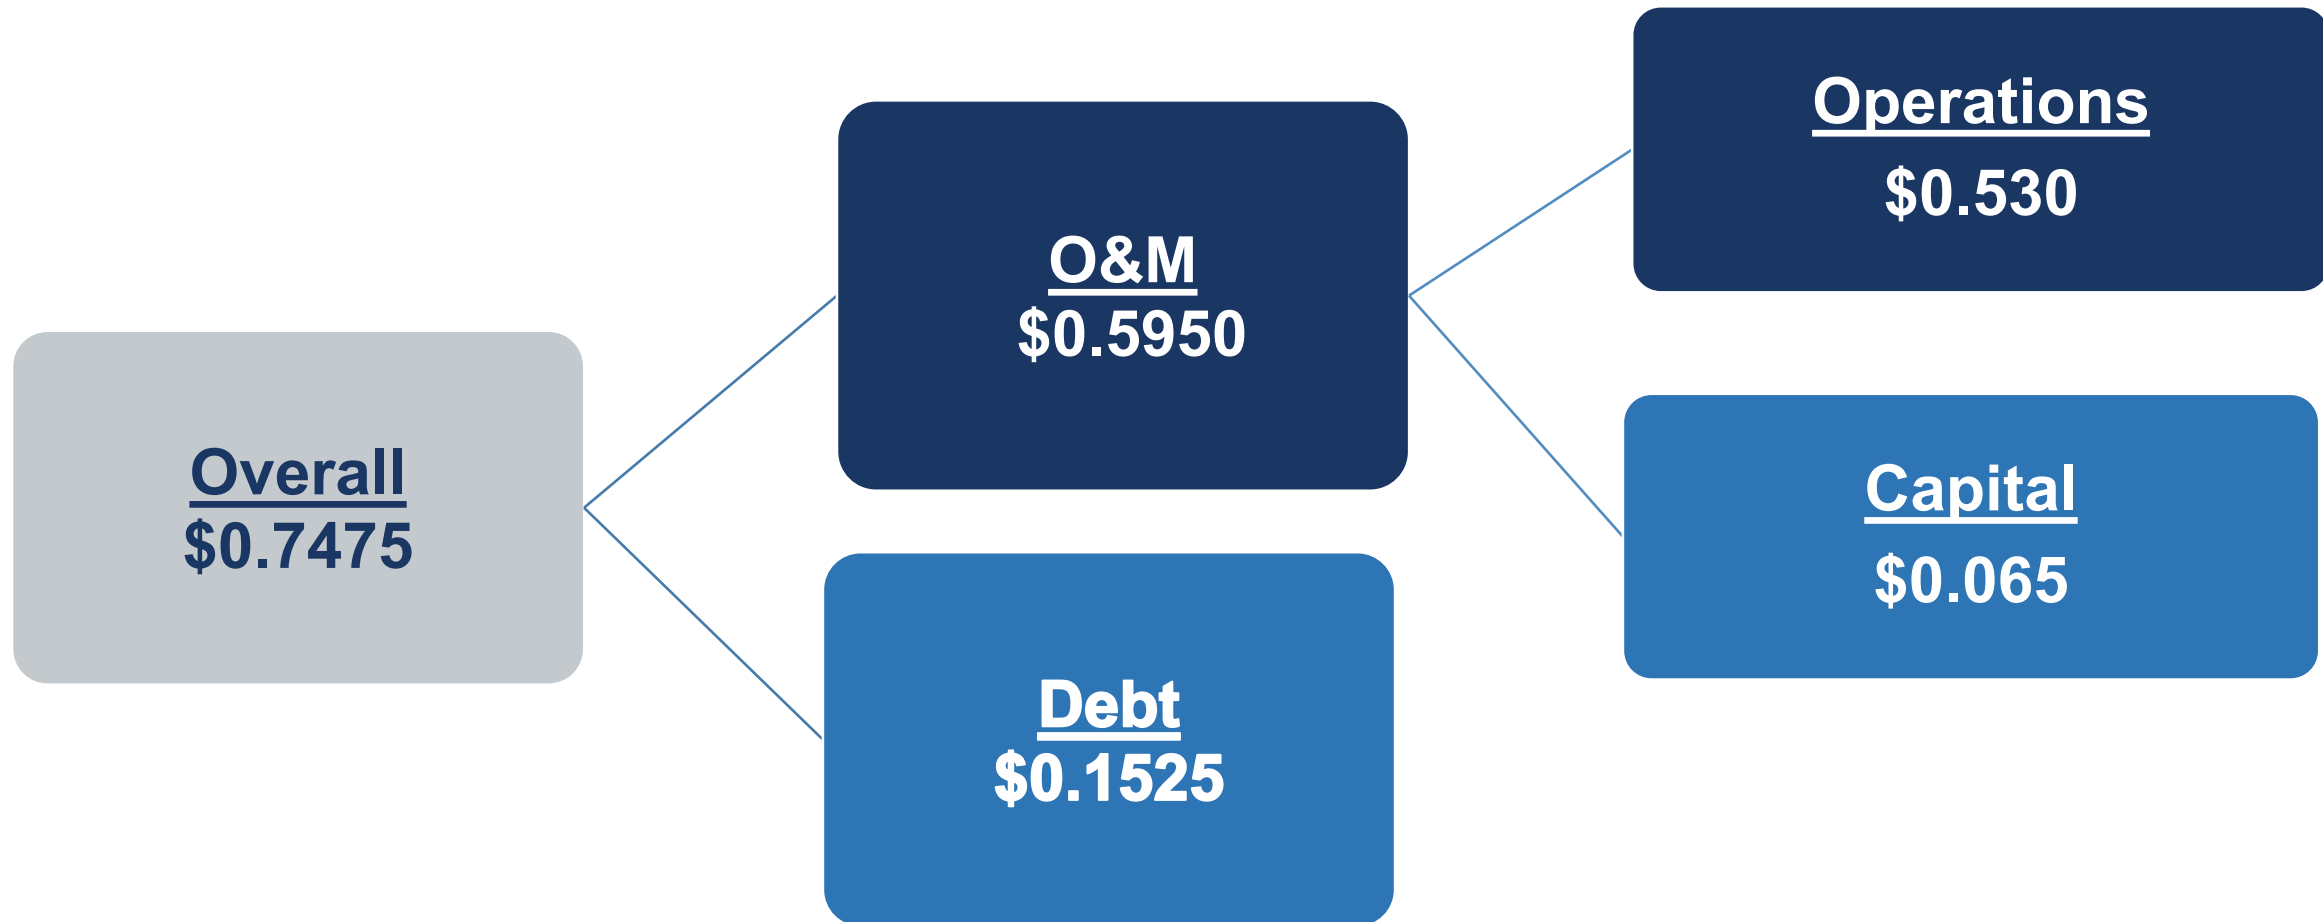 Overall
$0.7475
O&M
$0.5950
Debt
$0.1525
Operations
$0.530
Capital
$0.065